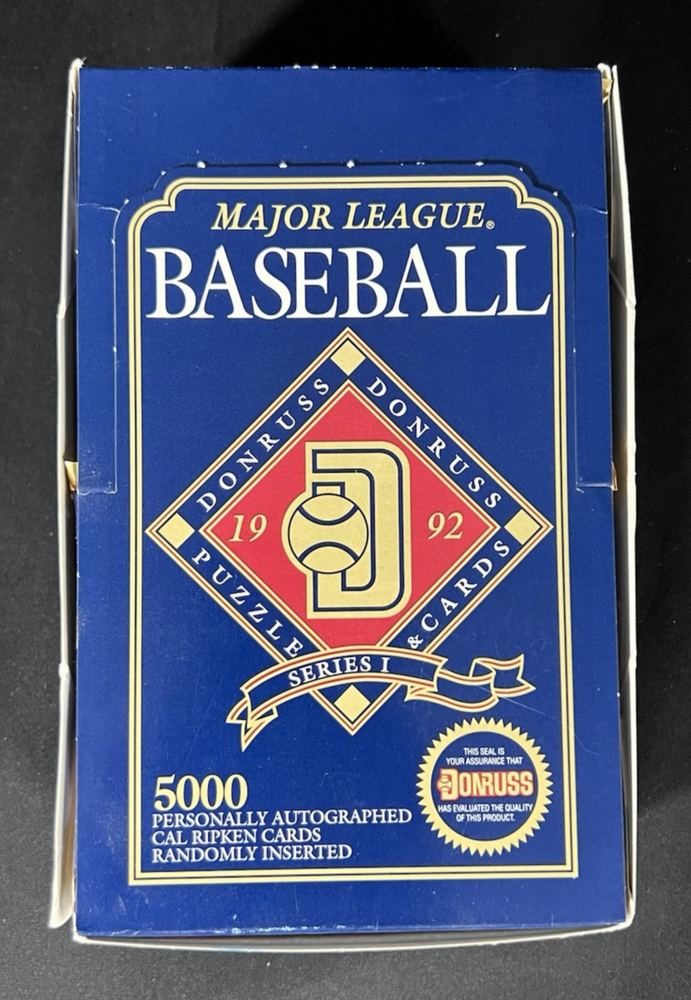 MAJOR LEAGUE®
BASEBALL
DONRUSS DONRUSS
19 D 92
PUZZLE & CARDS
SERIES I
5000
PERSONALLY AUTOGRAPHED
CAL RIPKEN CARDS
RANDOMLY INSERTED
THIS SEAL IS
YOUR ASSURANCE THAT
DONRUSS
HAS EVALUATED THE QUALITY
OF THIS PRODUCT.